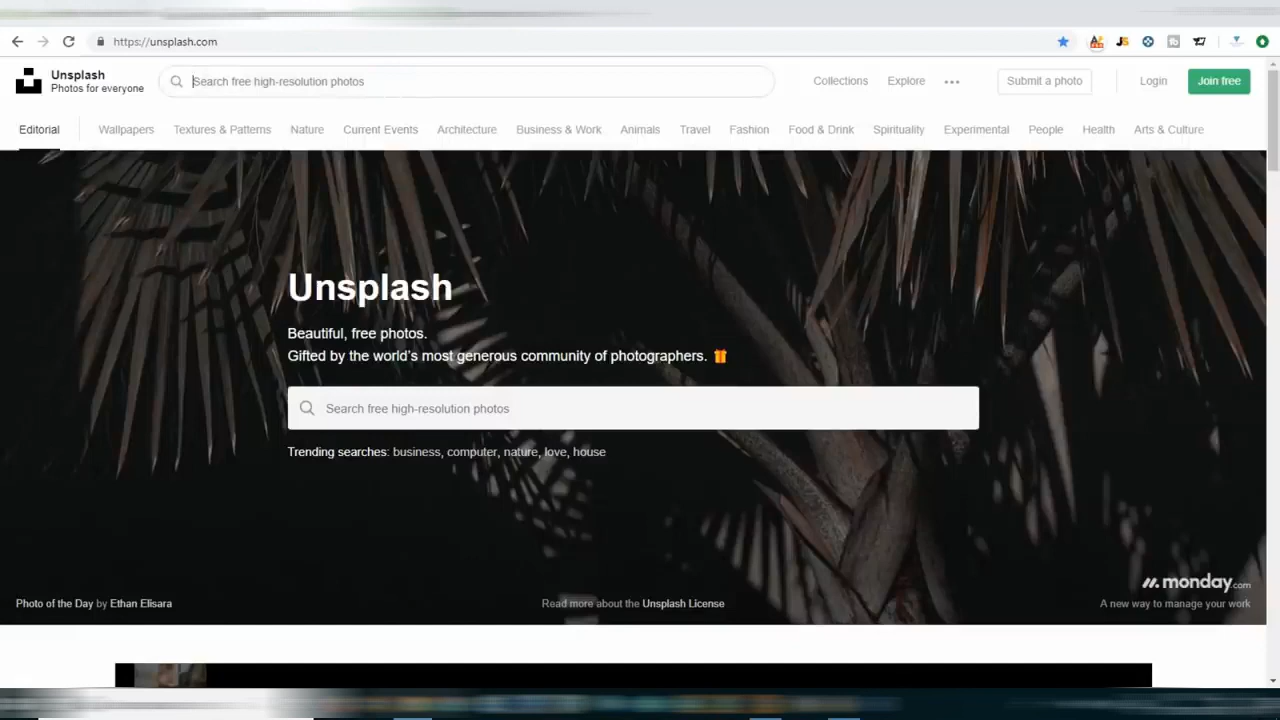 https://unsplash.com
Unsplash
Photos for everyone
Search free high-resolution photos
Collections
Explore
Submit a photo
Login
Join free
Editorial
Wallpapers
Textures & Patterns
Nature
Current Events
Architecture
Business & Work
Animals
Travel
Fashion
Food & Drink
Spirituality
Experimental
People
Health
Arts & Culture
Unsplash
Beautiful, free photos.
Gifted by the world's most generous community of photographers.
Search free high-resolution photos
Trending searches: business, computer, nature, love, house
monday.com
Photo of the Day by Ethan Elisara
Read more about the Unsplash License
A new way to manage your work